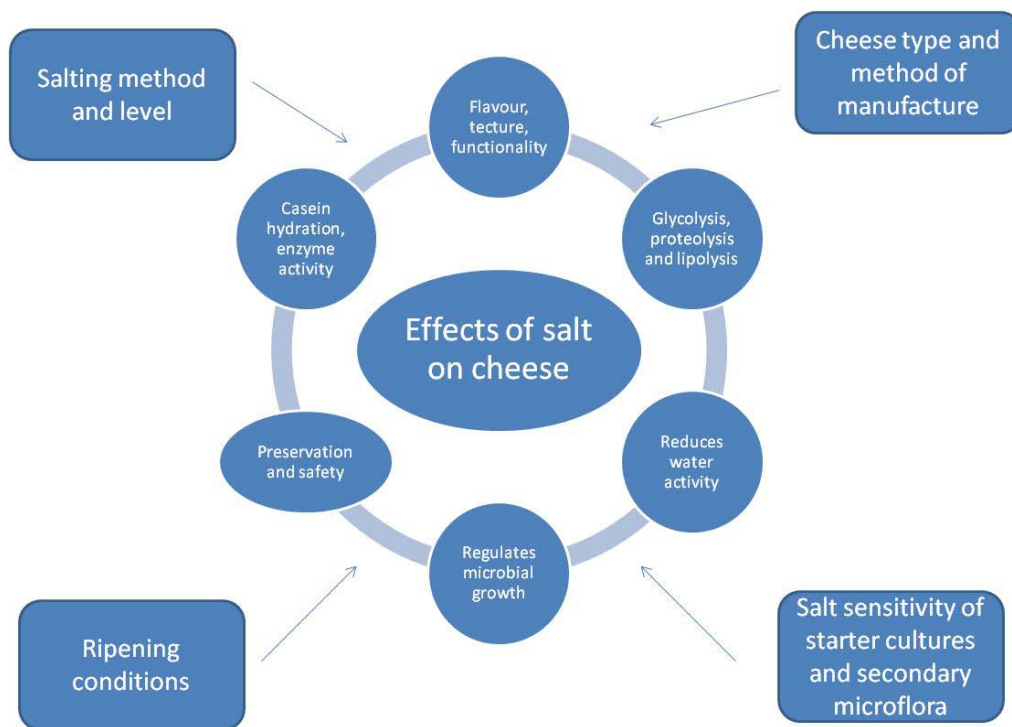 Salting method
and level
Cheese type and
method of
manufacture
Flavour,
tecture,
functionality
Casein
hydration,
enzyme
activity
Glycolysis,
proteolysis
and lipolysis
Effects of salt
on cheese
Preservation
and safety
Reduces
water
activity
Regulates
microbial
growth
Ripening
conditions
Salt sensitivity of
starter cultures
and secondary
microflora